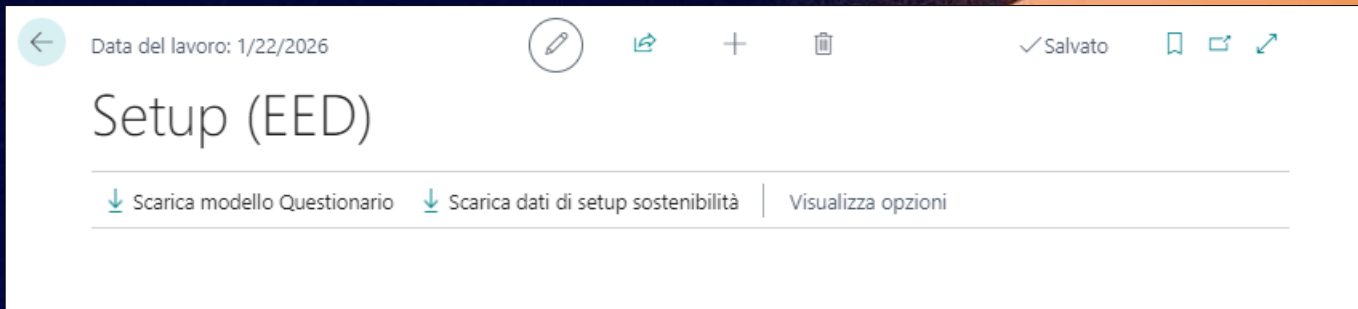 Data del lavoro: 1/22/2026 Salvato
Setup (EED)
Scarica modello Questionario Scarica dati di setup sostenibilità Visualizza opzioni